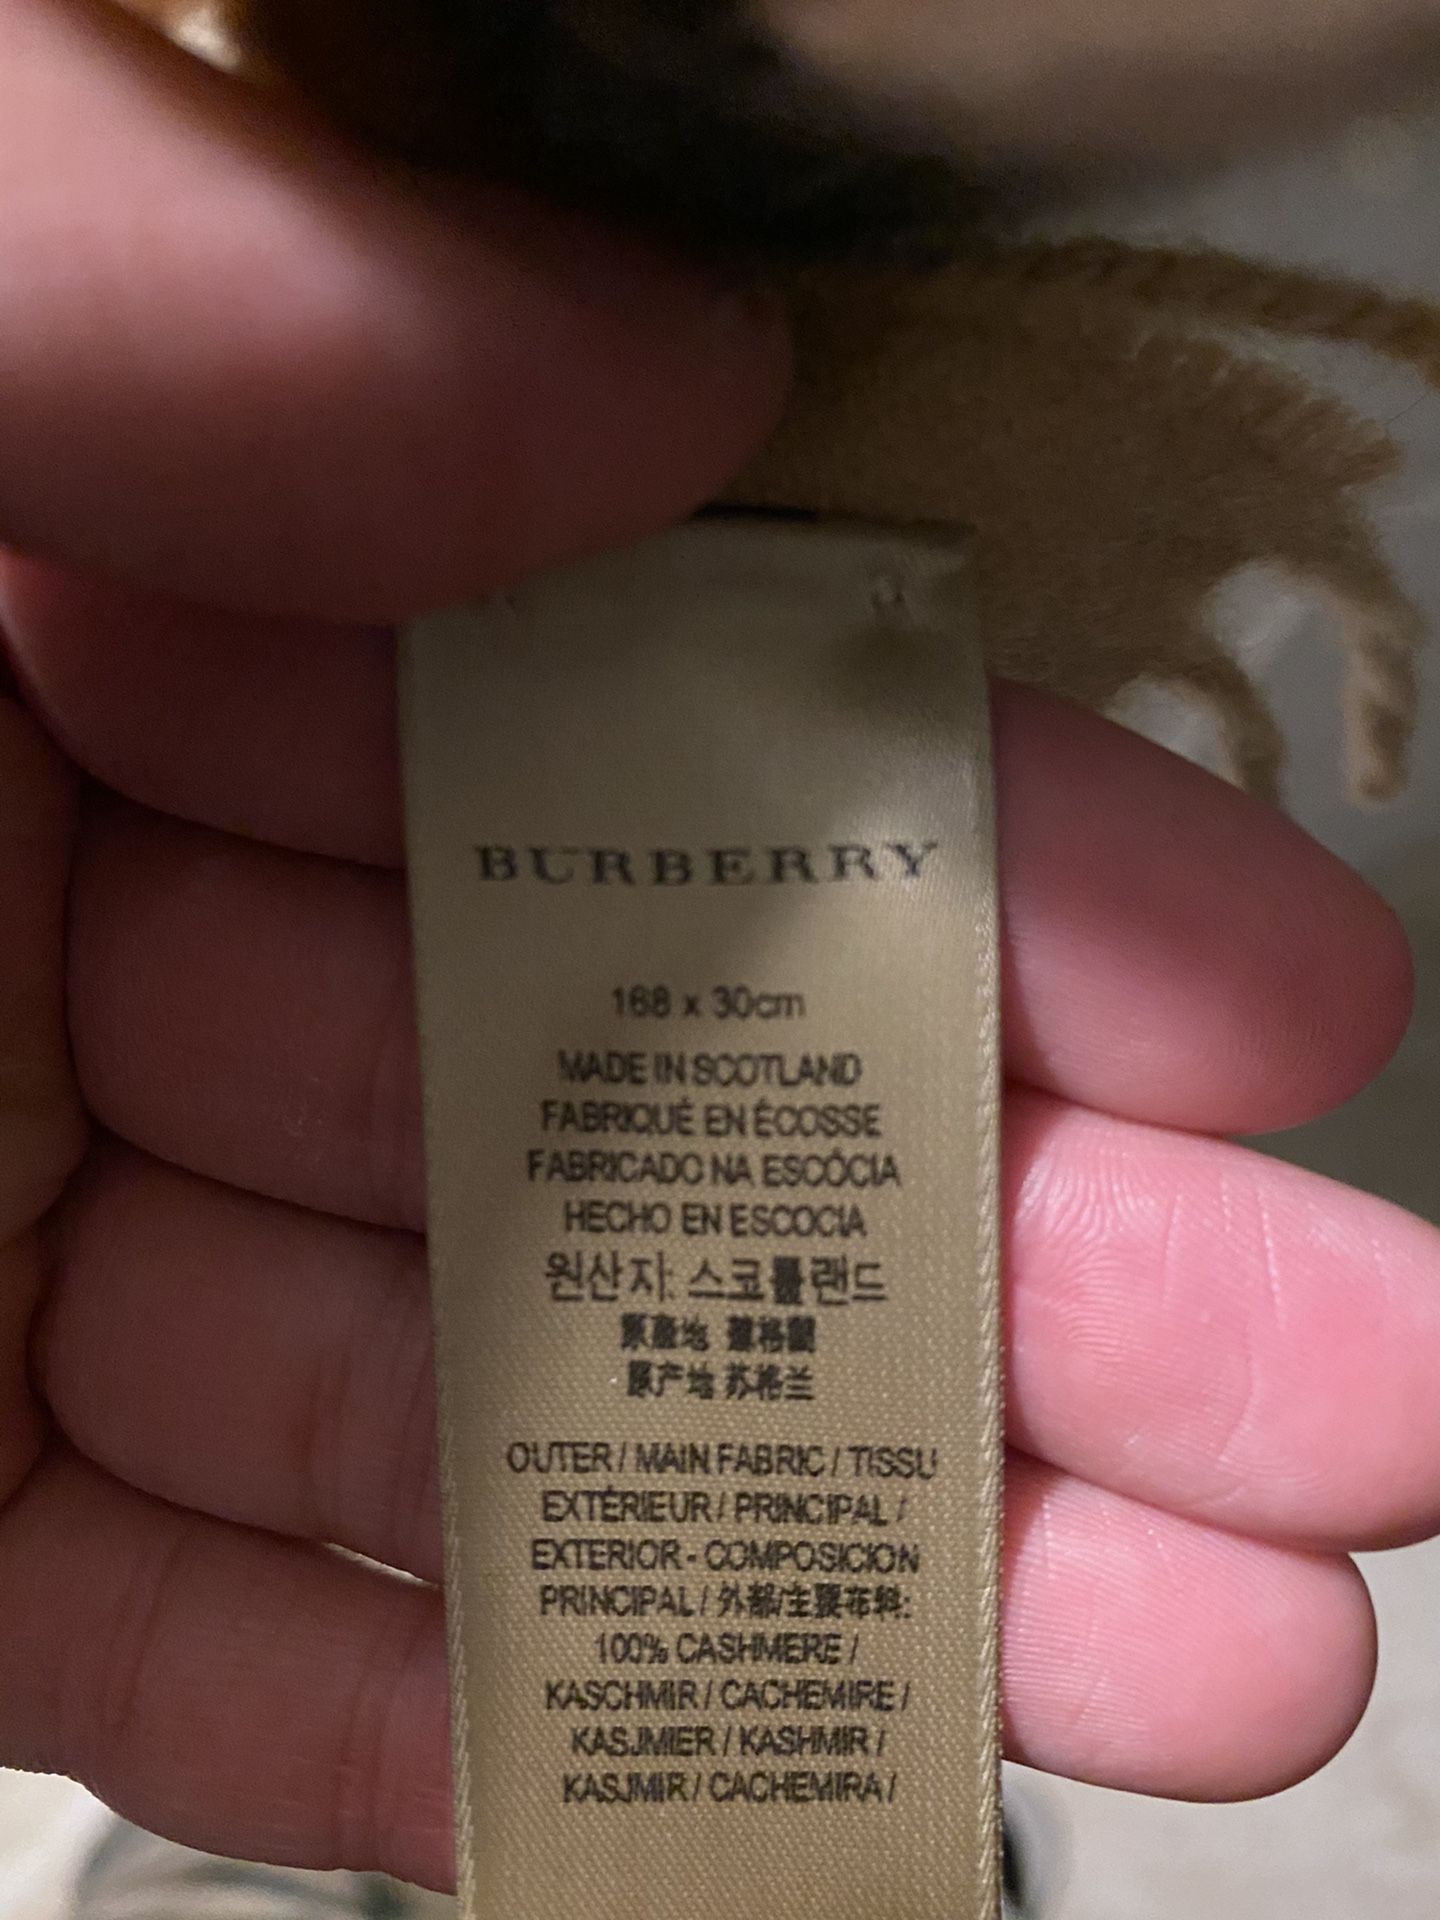 BURBERRY
168 x 30cm
MADE IN SCOTLAND
FABRIQUÉ EN ÉCOSSE
FABRICADO NA ESCÓCIA
HECHO EN ESCOCIA
원산지: 스코틀랜드
原產地 蘇格蘭
原产地 苏格兰
OUTER / MAIN FABRIC / TISSU
EXTÉRIEUR / PRINCIPAL /
EXTERIOR - COMPOSICION
PRINCIPAL / 外部/主要布料:
100% CASHMERE /
KASCHMIR / CACHEMIRE /
KASJMIER / KASHMIR /
KASJMIR / CACHEMIRA /